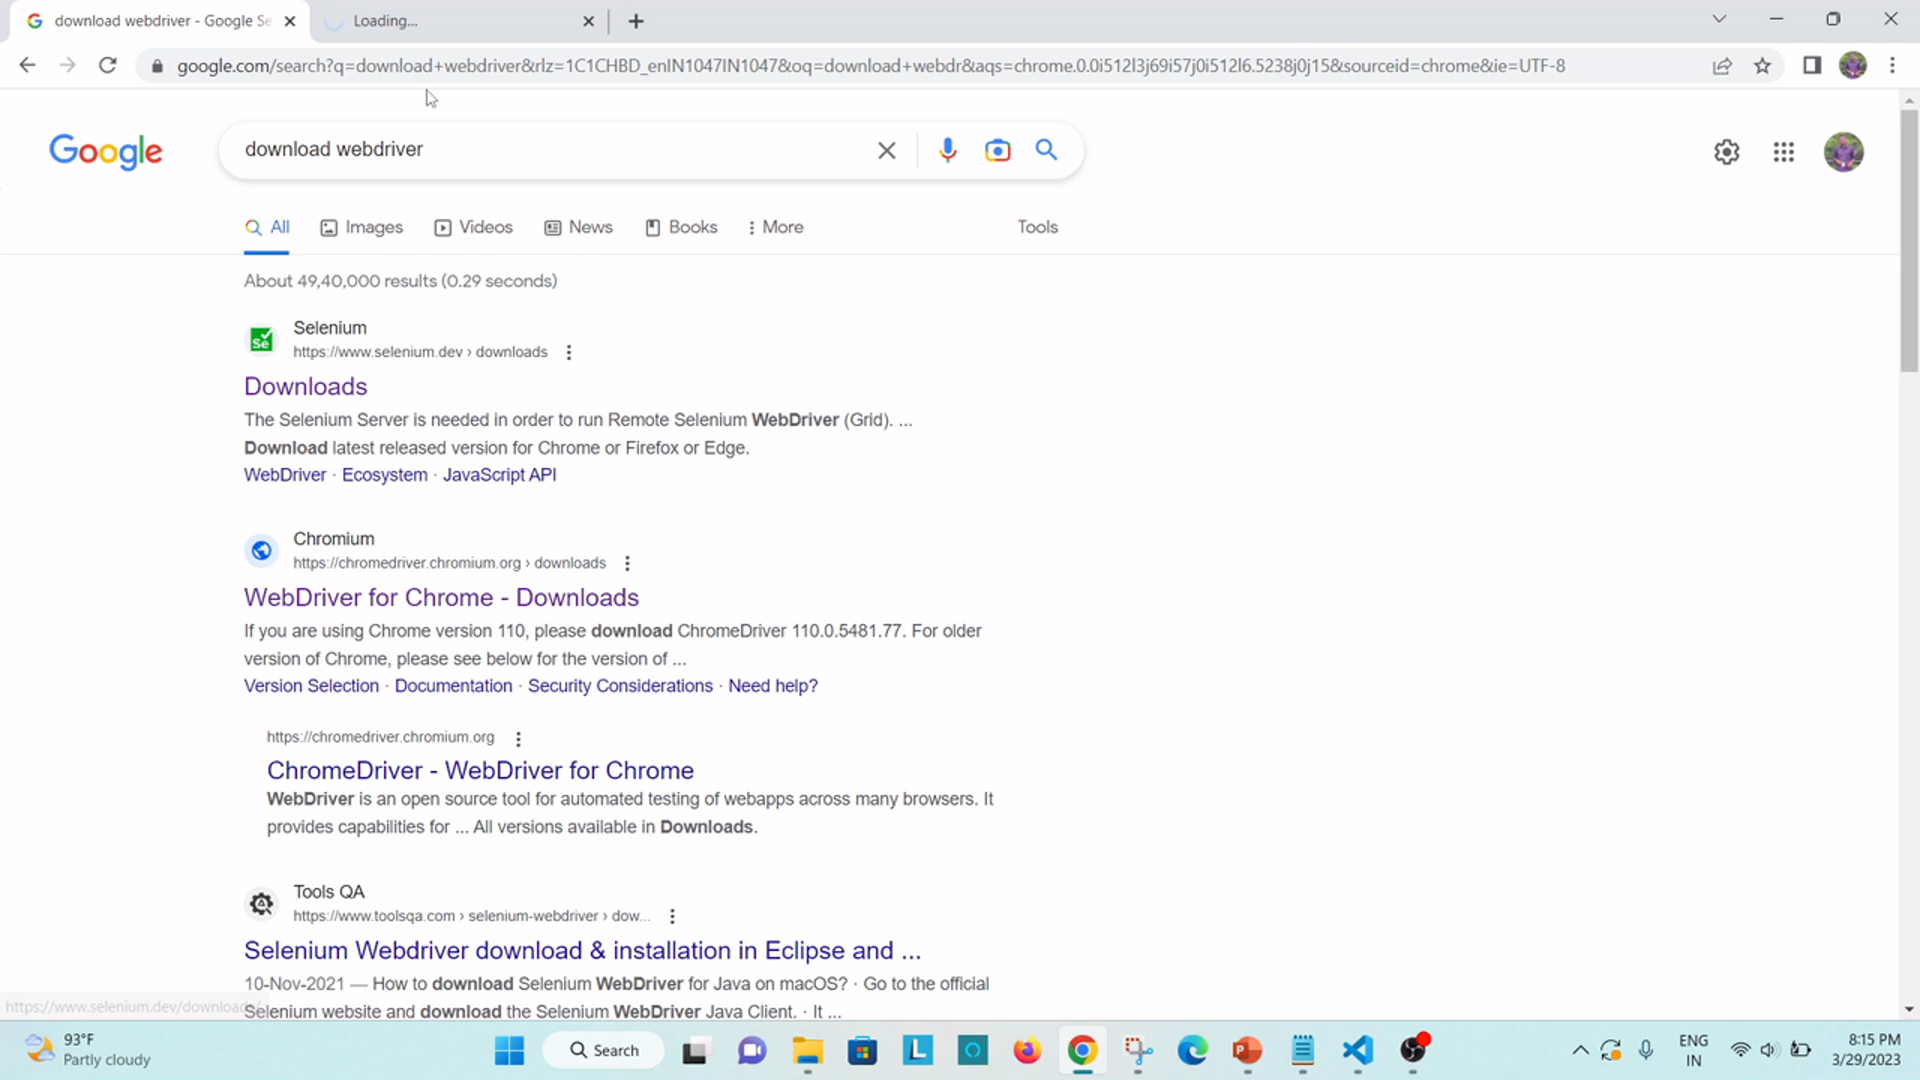 download webdriver - Google Se
Loading...
google.com/search?q=download+webdriver&rlz=1C1CHBD_enIN1047IN1047&oq=download+webdr&aqs=chrome.0.0i512l3j69i57j0i512l6.5238j0j15&sourceid=chrome&ie=UTF-8
Google
download webdriver
All
Images
Videos
News
Books
More
Tools
About 49,40,000 results (0.29 seconds)
Selenium
https://www.selenium.dev › downloads
Downloads
The Selenium Server is needed in order to run Remote Selenium WebDriver (Grid). ...
Download latest released version for Chrome or Firefox or Edge.
WebDriver · Ecosystem · JavaScript API
Chromium
https://chromedriver.chromium.org › downloads
WebDriver for Chrome - Downloads
If you are using Chrome version 110, please download ChromeDriver 110.0.5481.77. For older
version of Chrome, please see below for the version of ...
Version Selection · Documentation · Security Considerations · Need help?
https://chromedriver.chromium.org
ChromeDriver - WebDriver for Chrome
WebDriver is an open source tool for automated testing of webapps across many browsers. It
provides capabilities for ... All versions available in Downloads.
Tools QA
https://www.toolsqa.com › selenium-webdriver › dow...
Selenium Webdriver download & installation in Eclipse and ...
10-Nov-2021 — How to download Selenium WebDriver for Java on macOS? · Go to the official
Selenium website and download the Selenium WebDriver Java Client. · It ...
https://www.selenium.dev/downloads/
93°F
Partly cloudy
Search
ENG
IN
8:15 PM
3/29/2023